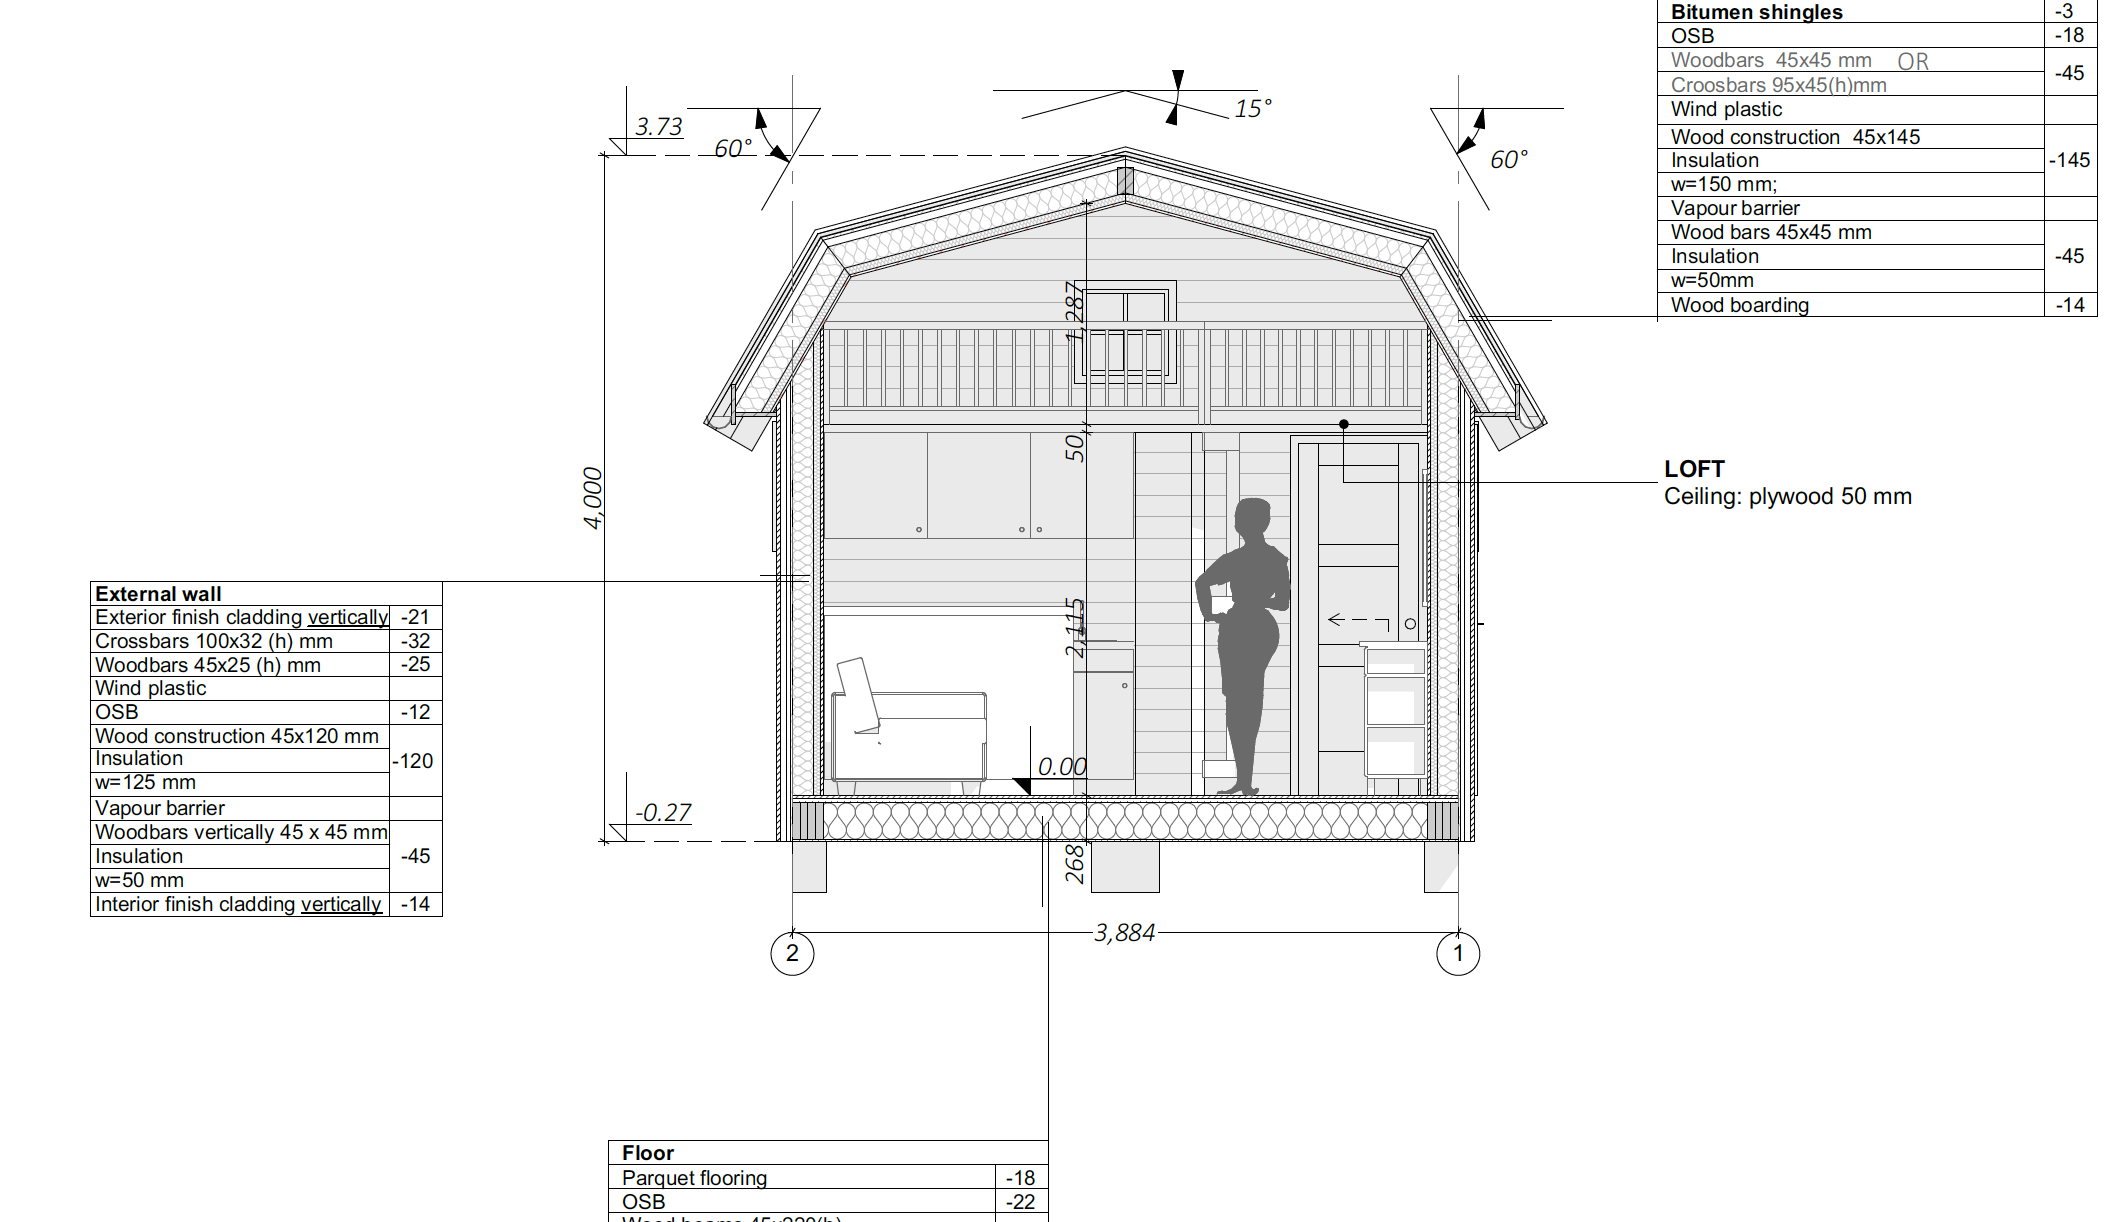 Bitumen shingles -3
OSB -18
Woodbars 45x45 mm OR
Croosbars 95x45(h)mm -45
Wind plastic
Wood construction 45x145
Insulation -145
w=150 mm;
Vapour barrier
Wood bars 45x45 mm
Insulation -45
w=50mm
Wood boarding -14
15°
3.73
60°
60°
1,287
50
4,000
LOFT
Ceiling: plywood 50 mm
External wall
Exterior finish cladding vertically -21
Crossbars 100x32 (h) mm -32
Woodbars 45x25 (h) mm -25
Wind plastic
OSB -12
Wood construction 45x120 mm
Insulation -120
w=125 mm
Vapour barrier
Woodbars vertically 45 x 45 mm
Insulation -45
w=50 mm
Interior finish cladding vertically -14
2,115
0.00
-0.27
268
3,884
2
1
Floor
Parquet flooring -18
OSB -22
Wood beams 45x220(h)